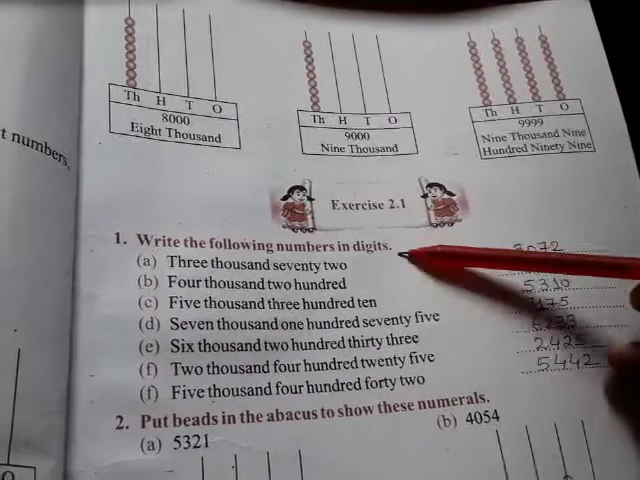 t numbers,
Th H T O
8000
Eight Thousand
Th H T O
9000
Nine Thousand
Th H T O
9999
Nine Thousand Nine
Hundred Ninety Nine
Exercise 2.1
1. Write the following numbers in digits.
(a) Three thousand seventy two 3072
(b) Four thousand two hundred
(c) Five thousand three hundred ten 5310
(d) Seven thousand one hundred seventy five 7175
(e) Six thousand two hundred thirty three 6233
(f) Two thousand four hundred twenty five 2425
(f) Five thousand four hundred forty two 5442
2. Put beads in the abacus to show these numerals.
(a) 5321 (b) 4054
O